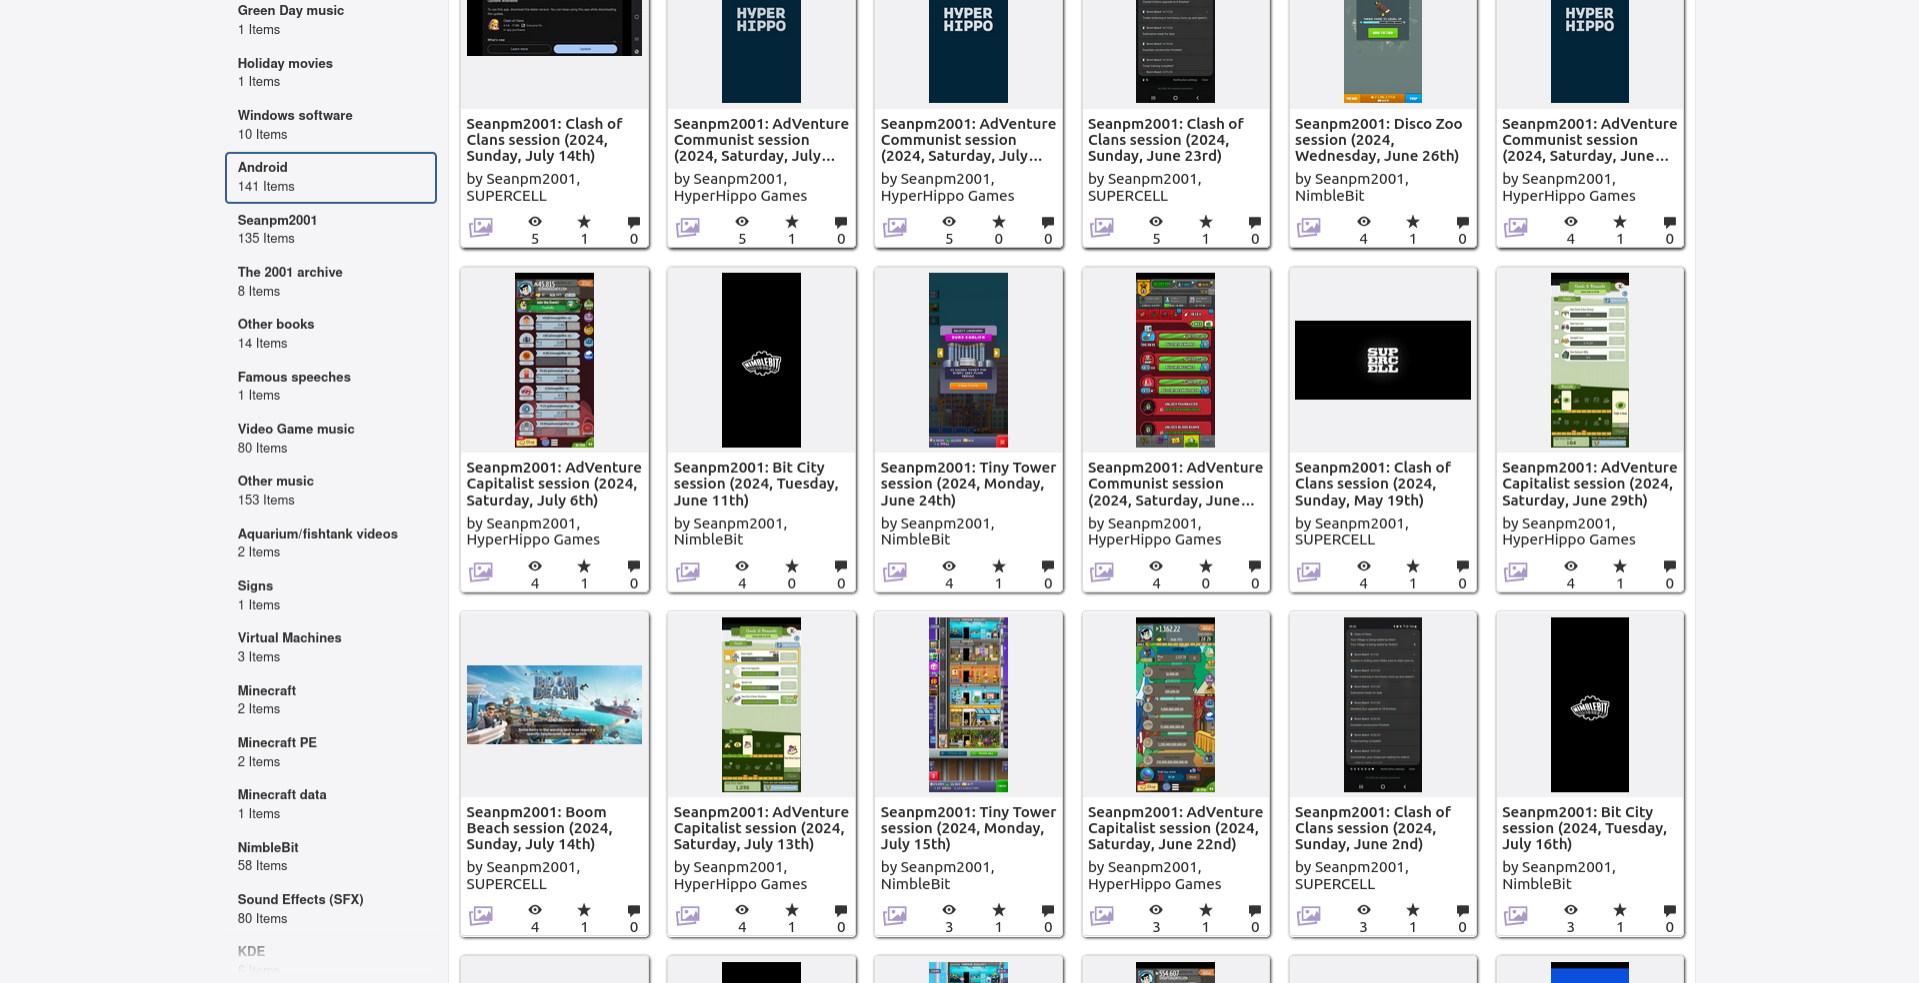 Green Day music
1 Items
Holiday movies
1 Items
Windows software
10 Items
Android
141 Items
Seanpm2001
135 Items
The 2001 archive
8 Items
Other books
14 Items
Famous speeches
1 Items
Video Game music
80 Items
Other music
153 Items
Aquarium/fishtank videos
2 Items
Signs
1 Items
Virtual Machines
3 Items
Minecraft
2 Items
Minecraft PE
2 Items
Minecraft data
1 Items
NimbleBit
58 Items
Sound Effects (SFX)
80 Items
KDE
6 Items
HYPER
HIPPO
HYPER
HIPPO
HYPER
HIPPO
Seanpm2001: Clash of
Clans session (2024,
Sunday, July 14th)
by Seanpm2001,
SUPERCELL
5 1 0
Seanpm2001: AdVenture
Communist session
(2024, Saturday, July...
by Seanpm2001,
HyperHippo Games
5 1 0
Seanpm2001: AdVenture
Communist session
(2024, Saturday, July...
by Seanpm2001,
HyperHippo Games
5 0 0
Seanpm2001: Clash of
Clans session (2024,
Sunday, June 23rd)
by Seanpm2001,
SUPERCELL
5 1 0
Seanpm2001: Disco Zoo
session (2024,
Wednesday, June 26th)
by Seanpm2001,
NimbleBit
4 1 0
Seanpm2001: AdVenture
Communist session
(2024, Saturday, June...
by Seanpm2001,
HyperHippo Games
4 1 0
Seanpm2001: AdVenture
Capitalist session (2024,
Saturday, July 6th)
by Seanpm2001,
HyperHippo Games
4 1 0
NIMBLEBIT
Seanpm2001: Bit City
session (2024, Tuesday,
June 11th)
by Seanpm2001,
NimbleBit
4 0 0
Seanpm2001: Tiny Tower
session (2024, Monday,
June 24th)
by Seanpm2001,
NimbleBit
4 1 0
Seanpm2001: AdVenture
Communist session
(2024, Saturday, June...
by Seanpm2001,
HyperHippo Games
4 0 0
SUP
ERC
ELL
Seanpm2001: Clash of
Clans session (2024,
Sunday, May 19th)
by Seanpm2001,
SUPERCELL
4 1 0
Seanpm2001: AdVenture
Capitalist session (2024,
Saturday, June 29th)
by Seanpm2001,
HyperHippo Games
4 1 0
BOOM
BEACH
Seanpm2001: Boom
Beach session (2024,
Sunday, July 14th)
by Seanpm2001,
SUPERCELL
4 1 0
Seanpm2001: AdVenture
Capitalist session (2024,
Saturday, July 13th)
by Seanpm2001,
HyperHippo Games
4 1 0
Seanpm2001: Tiny Tower
session (2024, Monday,
July 15th)
by Seanpm2001,
NimbleBit
3 1 0
Seanpm2001: AdVenture
Capitalist session (2024,
Saturday, June 22nd)
by Seanpm2001,
HyperHippo Games
3 1 0
Seanpm2001: Clash of
Clans session (2024,
Sunday, June 2nd)
by Seanpm2001,
SUPERCELL
3 1 0
NIMBLEBIT
Seanpm2001: Bit City
session (2024, Tuesday,
July 16th)
by Seanpm2001,
NimbleBit
3 1 0